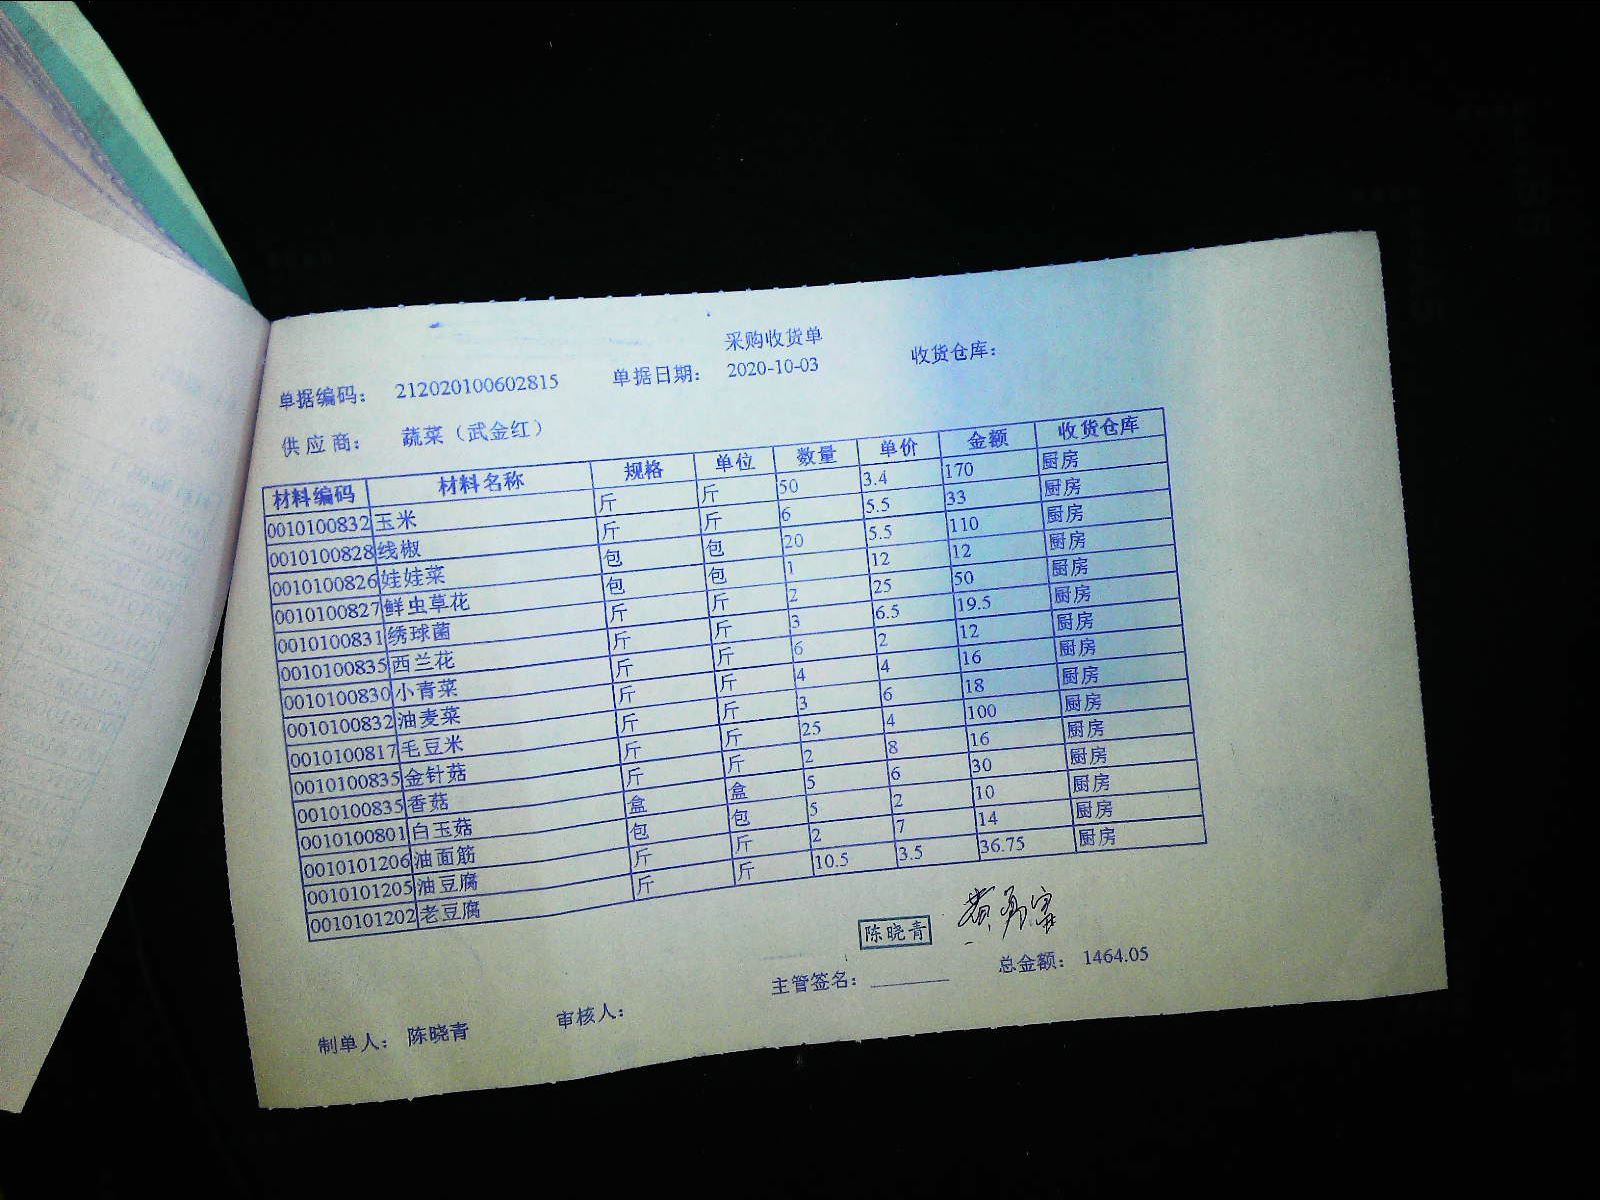 采购收货单
单据编码： 212020100602815 单据日期： 2020-10-03 收货仓库：
供应商： 蔬菜（武金红）
材料编码 材料名称 规格 单位 数量 单价 金额 收货仓库
0010100832 玉米 斤 斤 50 3.4 170 厨房
0010100828 线椒 斤 斤 6 5.5 33 厨房
0010100826 娃娃菜 包 包 20 5.5 110 厨房
0010100827 鲜虫草花 包 包 1 12 12 厨房
0010100831 绣球菌 斤 斤 2 25 50 厨房
0010100835 西兰花 斤 斤 3 6.5 19.5 厨房
0010100830 小青菜 斤 斤 6 2 12 厨房
0010100832 油麦菜 斤 斤 4 4 16 厨房
0010100817 毛豆米 斤 斤 3 6 18 厨房
0010100835 金针菇 斤 斤 25 4 100 厨房
0010100835 香菇 斤 斤 2 8 16 厨房
0010100801 白玉菇 盒 盒 5 6 30 厨房
0010101206 油面筋 包 包 5 2 10 厨房
0010101205 油豆腐 斤 斤 2 7 14 厨房
0010101202 老豆腐 斤 斤 10.5 3.5 36.75 厨房
陈晓青
主管签名： 总金额： 1464.05
制单人： 陈晓青 审核人：